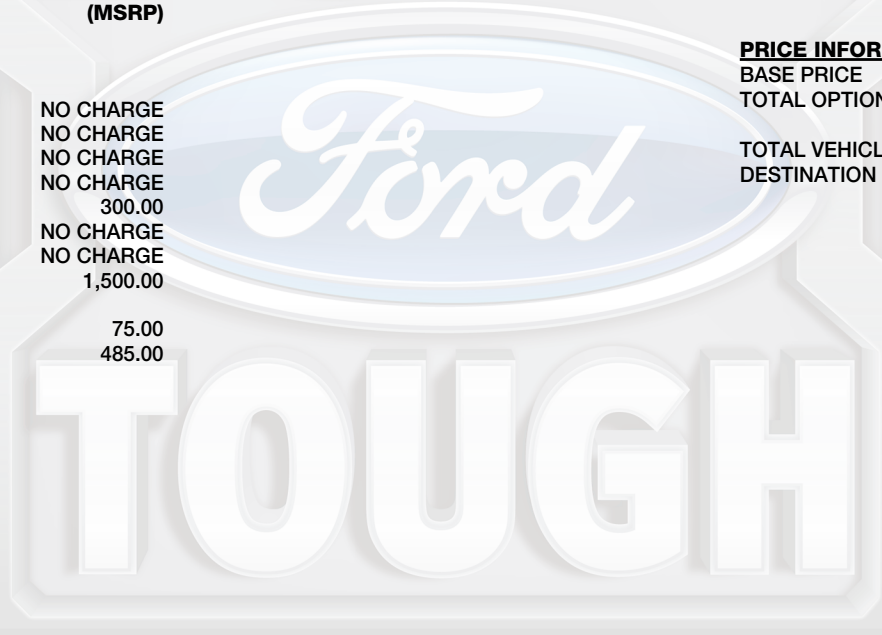 (MSRP)
NO CHARGE
NO CHARGE
NO CHARGE
NO CHARGE
300.00
NO CHARGE
NO CHARGE
1,500.00
75.00
485.00
PRICE INFOR
BASE PRICE
TOTAL OPTION
TOTAL VEHICL
DESTINATION
Ford
TOUGH